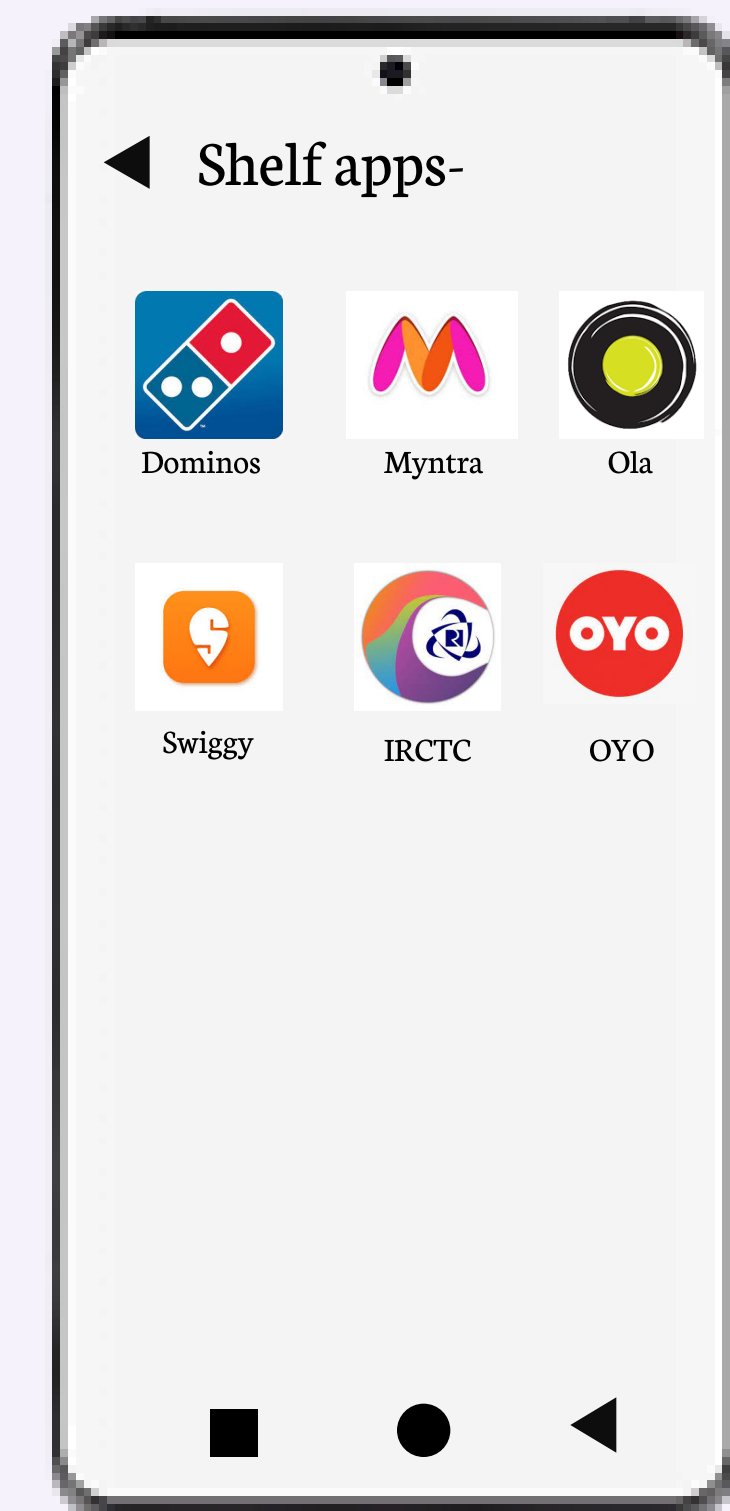 Shelf apps-
Dominos
Myntra
Ola
OYO
Swiggy
IRCTC
OYO